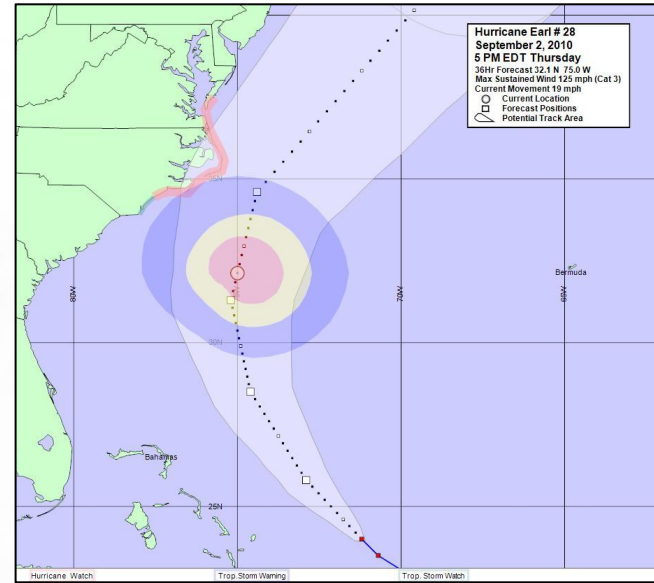 Hurricane Earl # 28
September 2, 2010
5 PM EDT Thursday
36Hr Forecast 32.1 N 75.0 W
Max Sustained Wind 125 mph (Cat 3)
Current Movement 19 mph
Current Location
Forecast Positions
Potential Track Area
35N
80W
70W
65W
Bermuda
30N
Bahamas
25N
Hurricane Watch
Trop.Storm Warning
Trop.Storm Watch